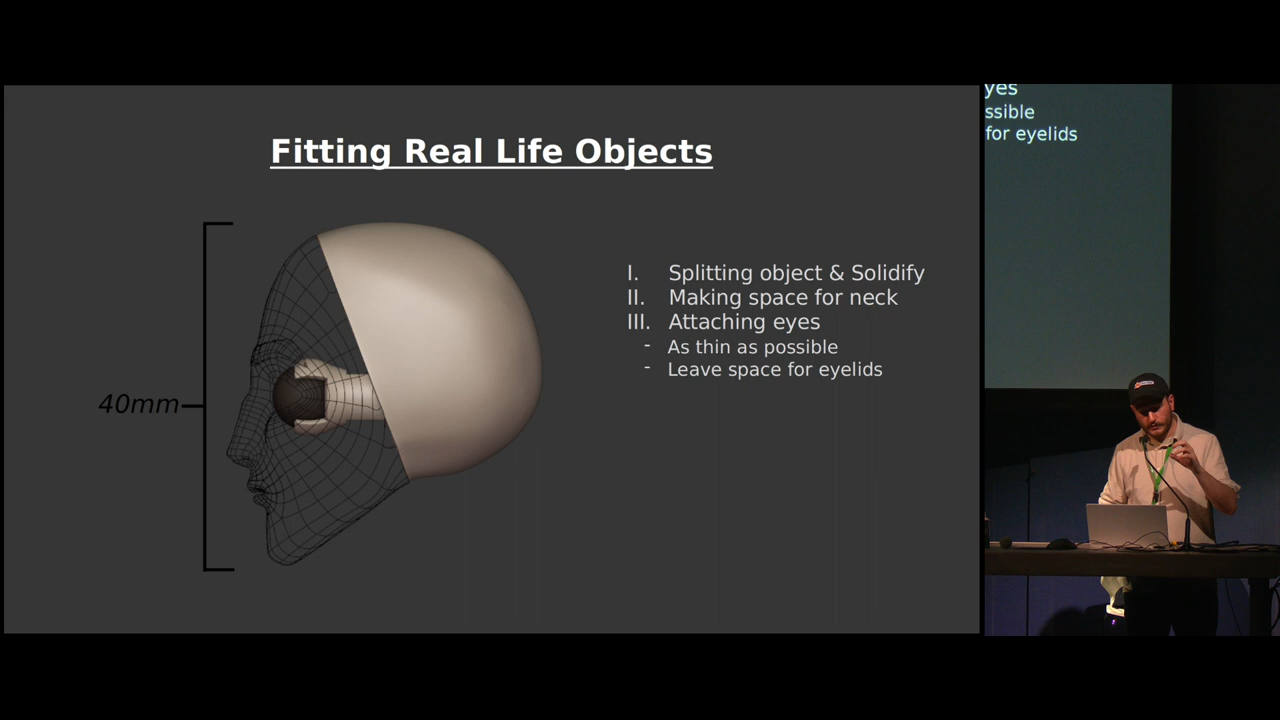 Fitting Real Life Objects
40mm
I. Splitting object & Solidify
II. Making space for neck
III. Attaching eyes
- As thin as possible
- Leave space for eyelids
yes
ssible
for eyelids